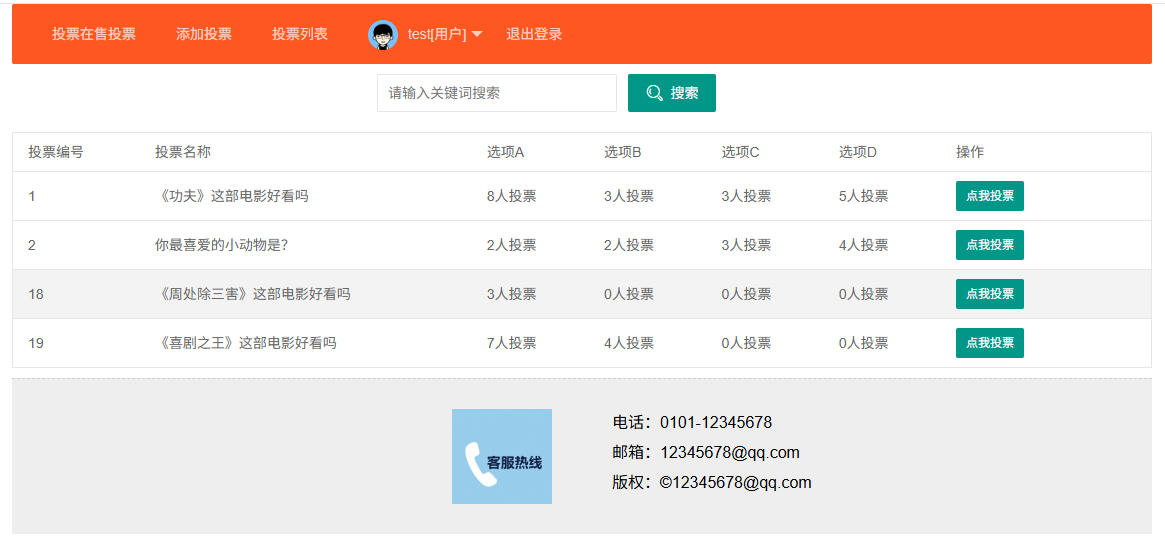 投票在售投票 添加投票 投票列表 test[用户] 退出登录
请输入关键词搜索 搜索
投票编号 投票名称 选项A 选项B 选项C 选项D 操作
1 《功夫》这部电影好看吗 8人投票 3人投票 3人投票 5人投票 点我投票
2 你最喜爱的小动物是? 2人投票 2人投票 3人投票 4人投票 点我投票
18 《周处除三害》这部电影好看吗 3人投票 0人投票 0人投票 0人投票 点我投票
19 《喜剧之王》这部电影好看吗 7人投票 4人投票 0人投票 0人投票 点我投票
客服热线
电话：0101-12345678
邮箱：12345678@qq.com
版权：©12345678@qq.com